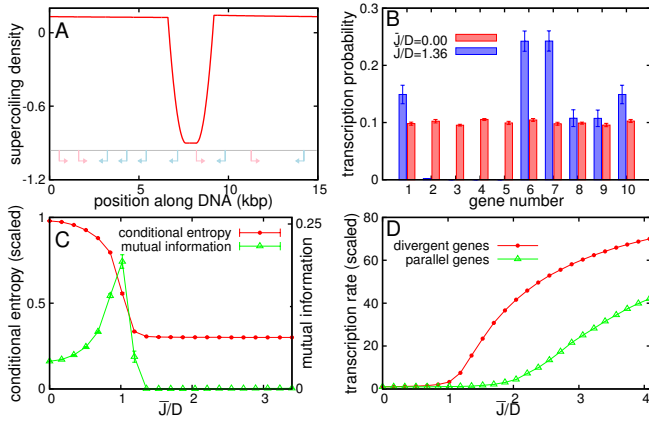 A
supercoiling density
0
-0.6
-1.2
0
5
10
15
position along DNA (kbp)
B
transcription probability
0.3
0.2
0.1
0
J̄/D=0.00
J̄/D=1.36
1 2 3 4 5 6 7 8 9 10
gene number
C
conditional entropy (scaled)
1
0.5
0
conditional entropy
mutual information
0.25
0
mutual information
0 1 2 3
J̄/D
D
transcription rate (scaled)
80
60
40
20
0
divergent genes
parallel genes
0 1 2 3 4
J̄/D